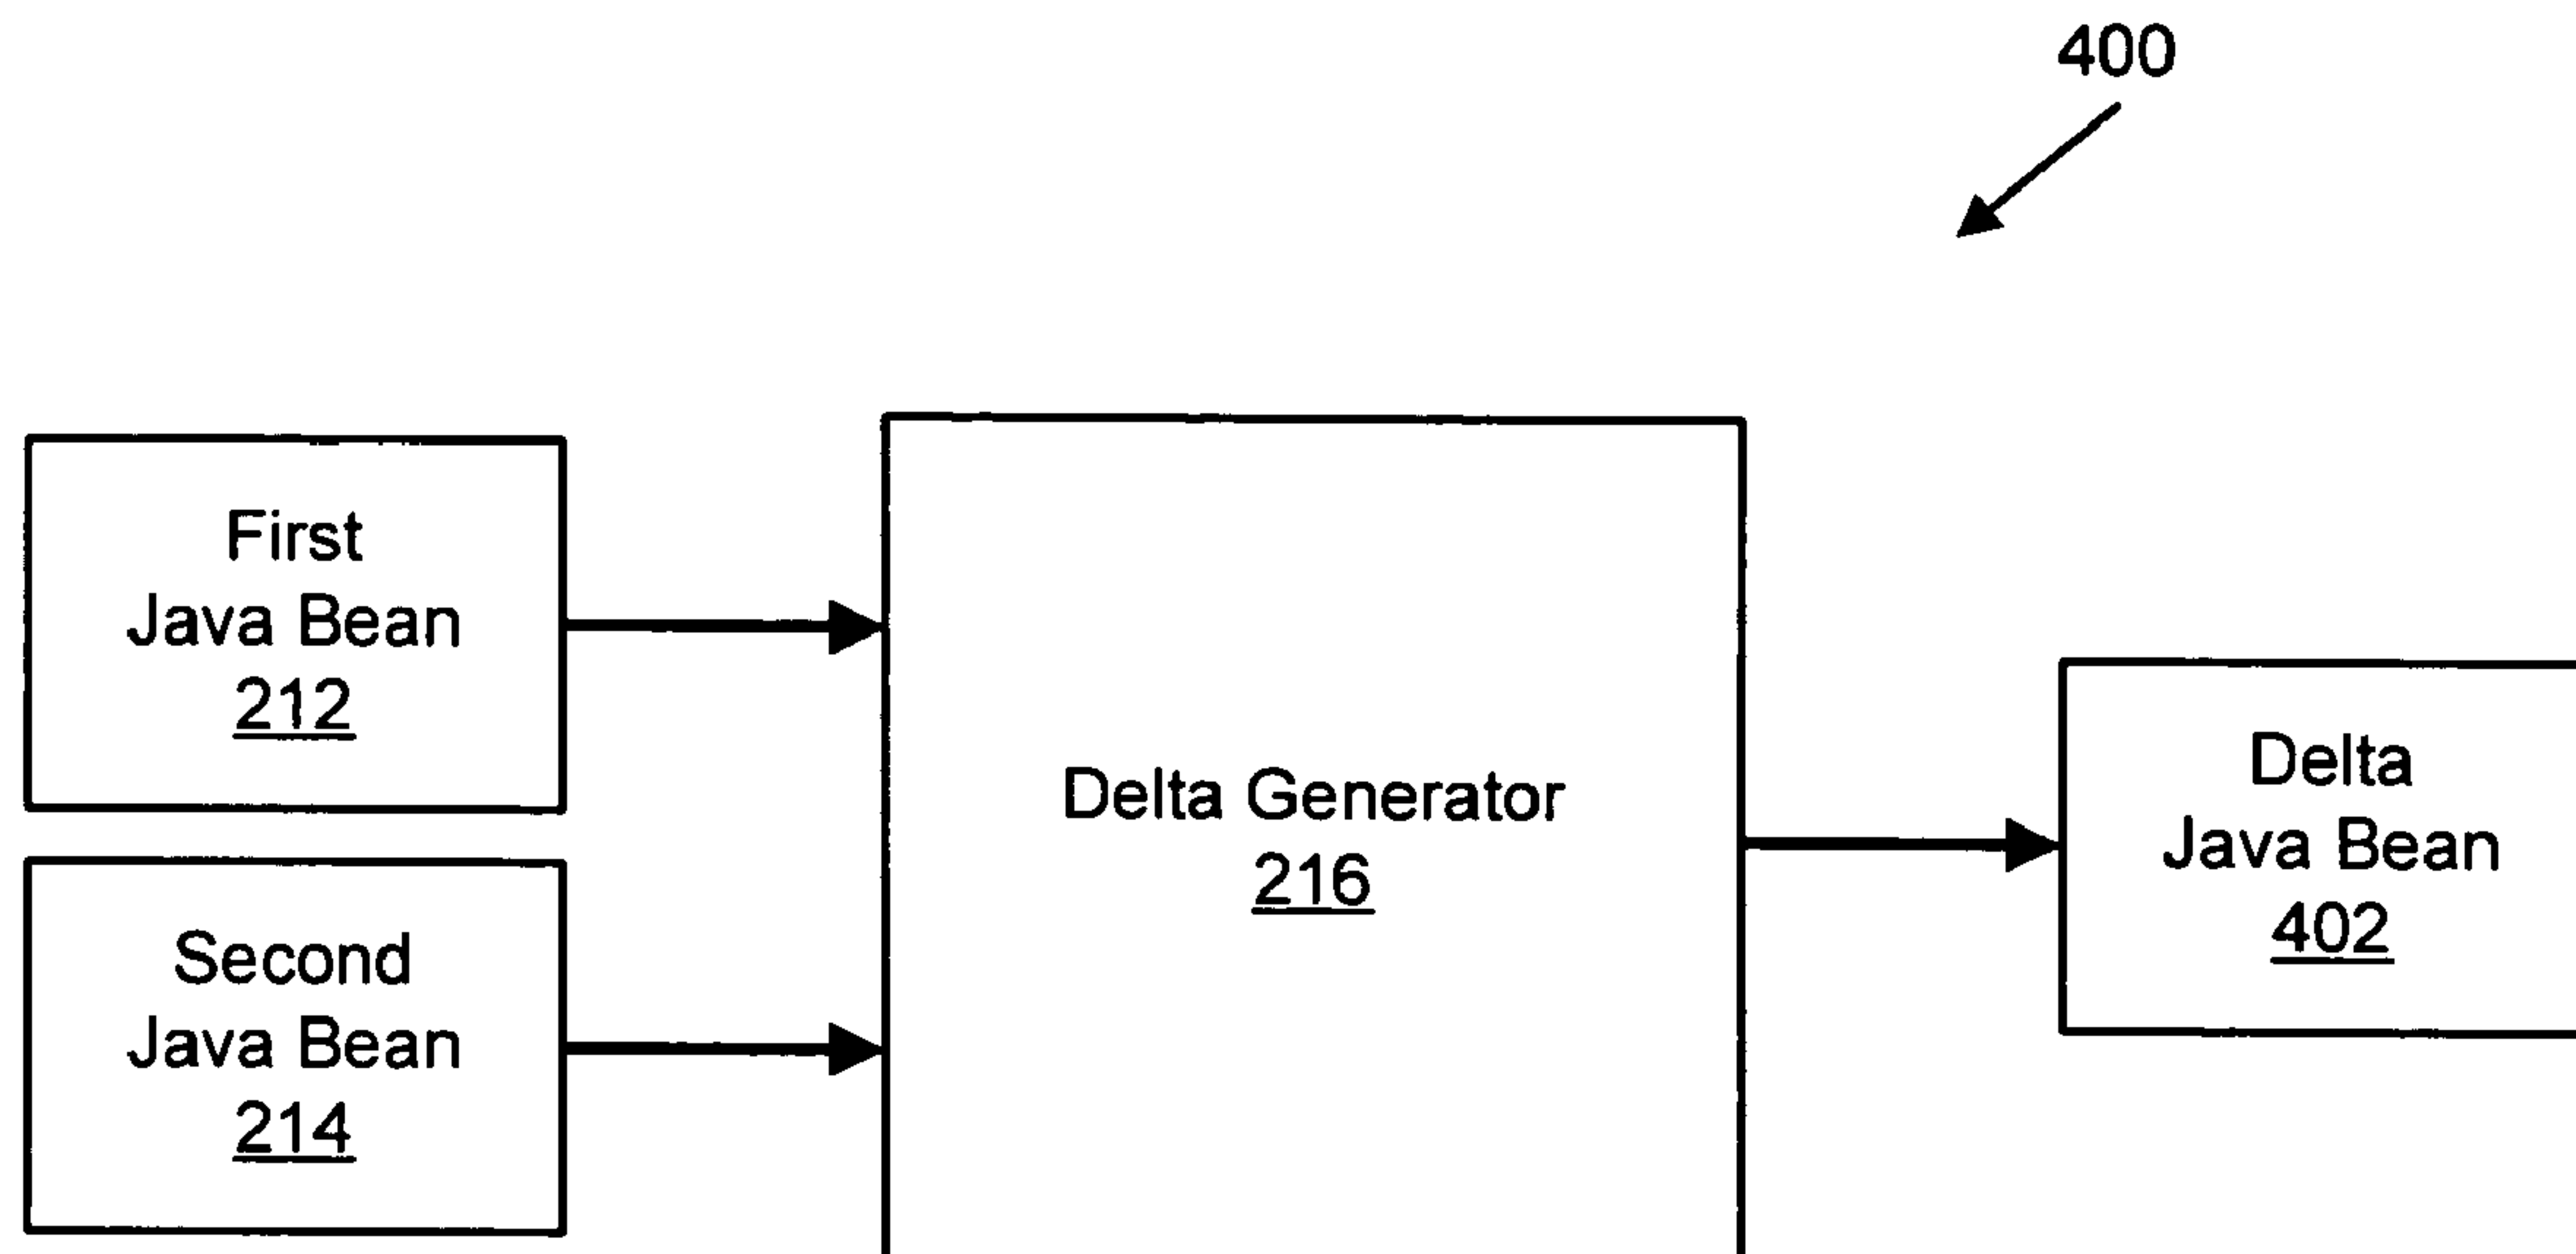 400
First
Java Bean
212
Second
Java Bean
214
Delta Generator
216
Delta
Java Bean
402